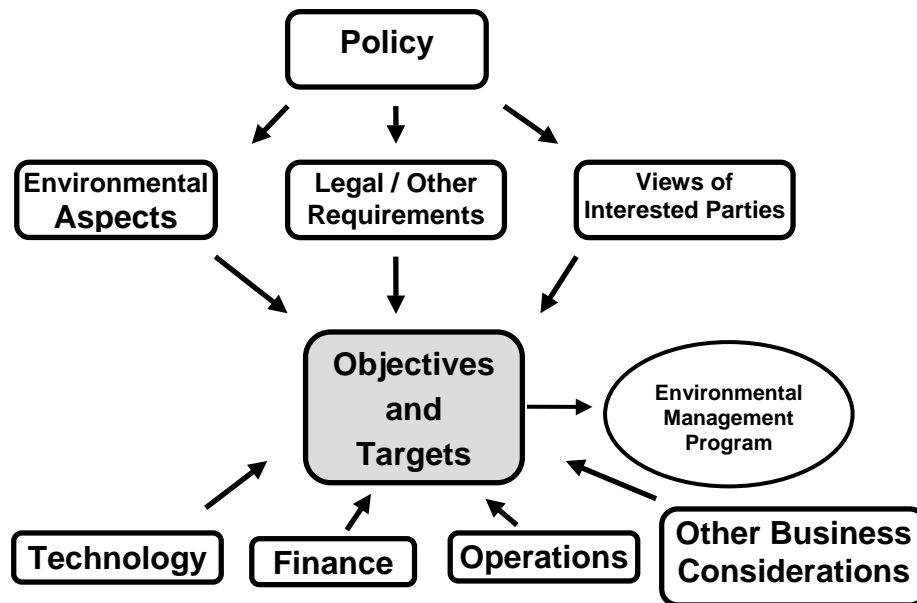 Policy
Environmental
Aspects
Legal / Other
Requirements
Views of
Interested Parties
Objectives
and
Targets
Environmental
Management
Program
Technology
Finance
Operations
Other Business
Considerations